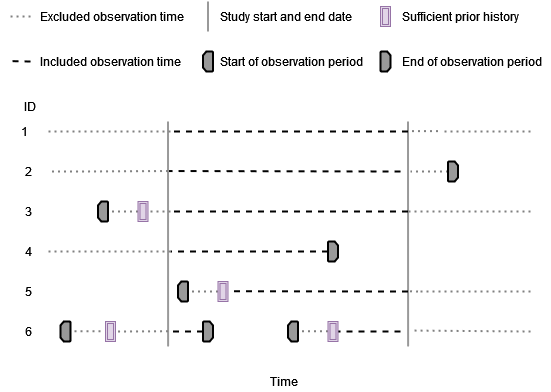 Excluded observation time
Study start and end date
Sufficient prior history
Included observation time
Start of observation period
End of observation period
ID
1
2
3
4
5
6
Time